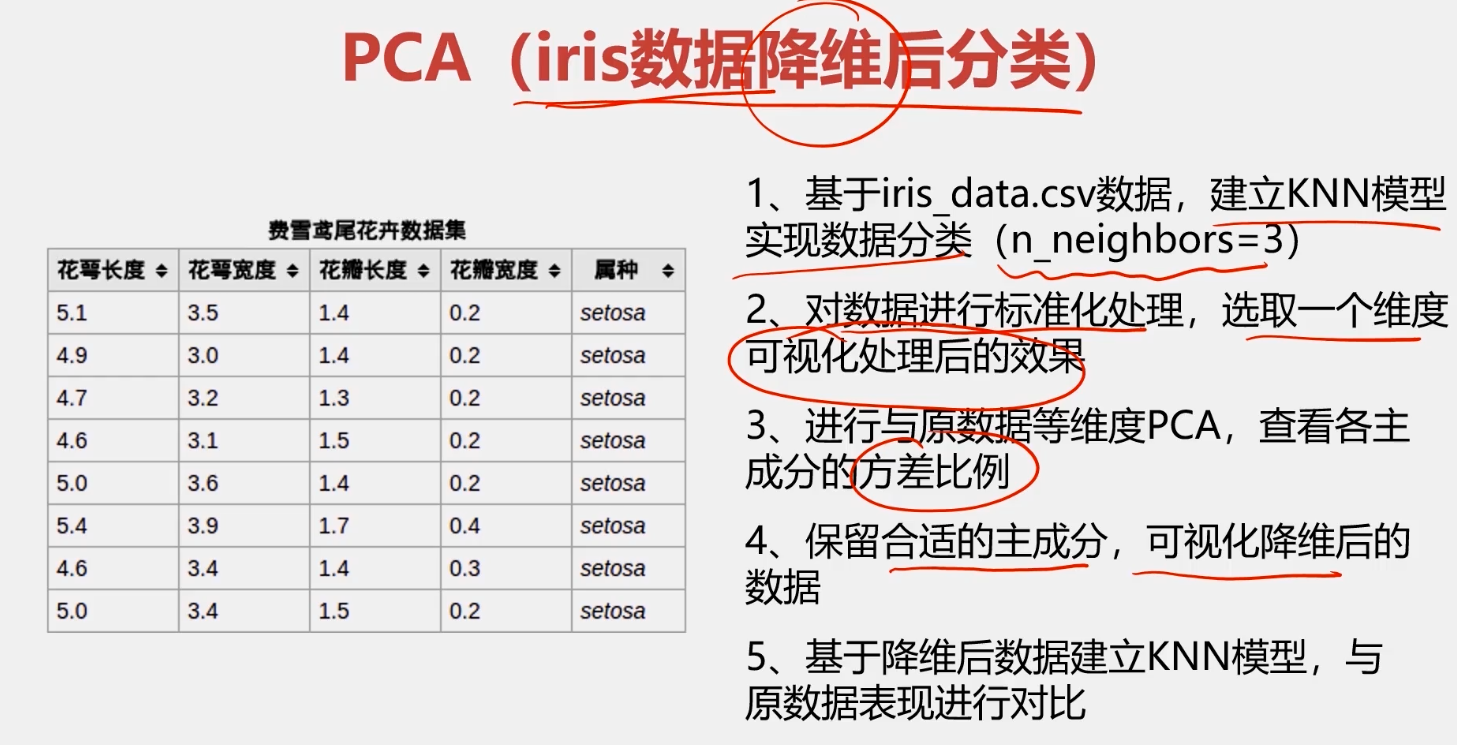 PCA（iris数据降维后分类）
费雪鸢尾花卉数据集
花萼长度 花萼宽度 花瓣长度 花瓣宽度 属种
5.1 3.5 1.4 0.2 setosa
4.9 3.0 1.4 0.2 setosa
4.7 3.2 1.3 0.2 setosa
4.6 3.1 1.5 0.2 setosa
5.0 3.6 1.4 0.2 setosa
5.4 3.9 1.7 0.4 setosa
4.6 3.4 1.4 0.3 setosa
5.0 3.4 1.5 0.2 setosa
1、基于iris_data.csv数据，建立KNN模型
实现数据分类（n_neighbors=3）
2、对数据进行标准化处理，选取一个维度
可视化处理后的效果
3、进行与原数据等维度PCA，查看各主
成分的方差比例
4、保留合适的主成分，可视化降维后的
数据
5、基于降维后数据建立KNN模型，与
原数据表现进行对比